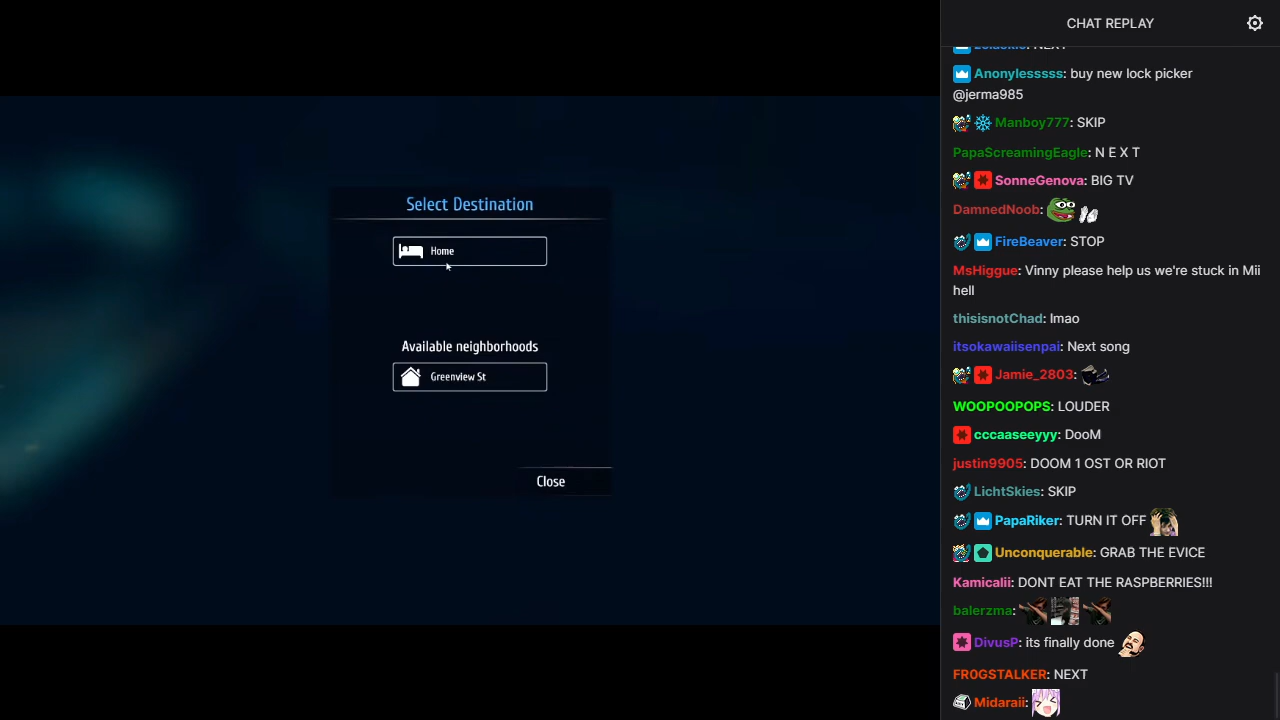 CHAT REPLAY
Select Destination
Home
Available neighborhoods
Greenview St
Close
Anonylesssss: buy new lock picker
@jerma985
Manboy777: SKIP
PapaScreamingEagle: N E X T
SonneGenova: BIG TV
DamnedNoob:
FireBeaver: STOP
MsHiggue: Vinny please help us we're stuck in Mii
hell
thisisnotChad: lmao
itsokawaiisenpai: Next song
Jamie_2803:
WOOPOOPOPS: LOUDER
cccaaseeyyy: DooM
justin9905: DOOM 1 OST OR RIOT
LichtSkies: SKIP
PapaRiker: TURN IT OFF
Unconquerable: GRAB THE EVICE
Kamicalii: DONT EAT THE RASPBERRIES!!!
balerzma:
DivusP: its finally done
FR0GSTALKER: NEXT
Midaraii: